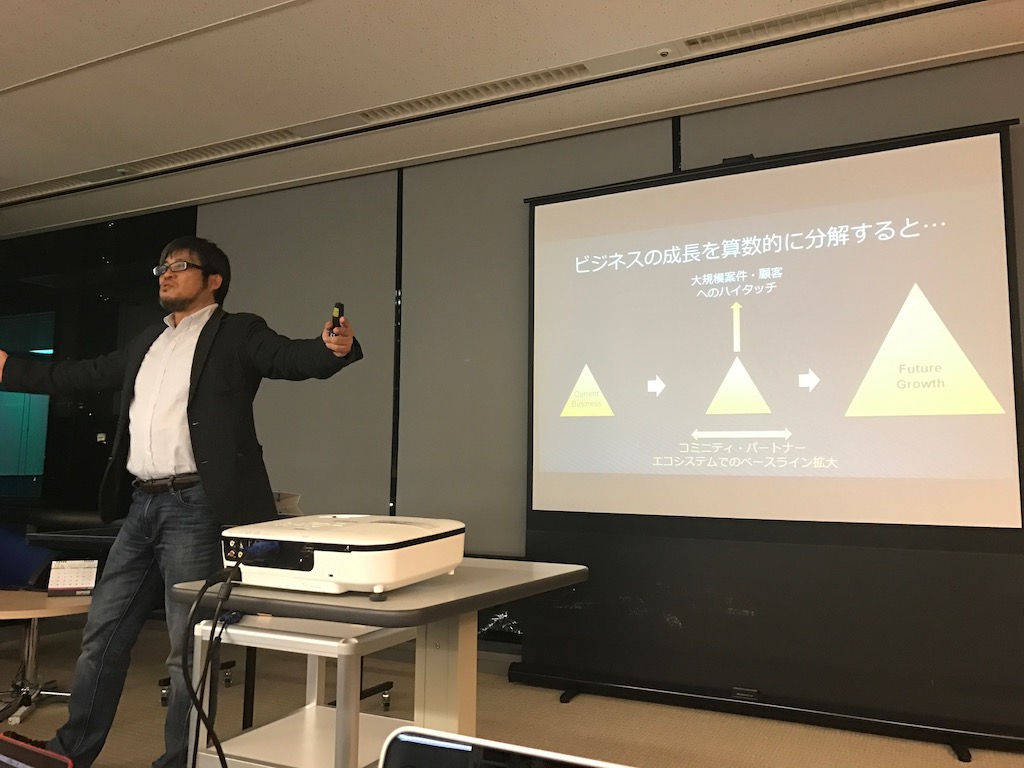 ビジネスの成長を算数的に分解すると…
大規模案件・顧客
へのハイタッチ
Current
Business
Future
Growth
コミニティ・パートナー
エコシステムでのベースライン拡大